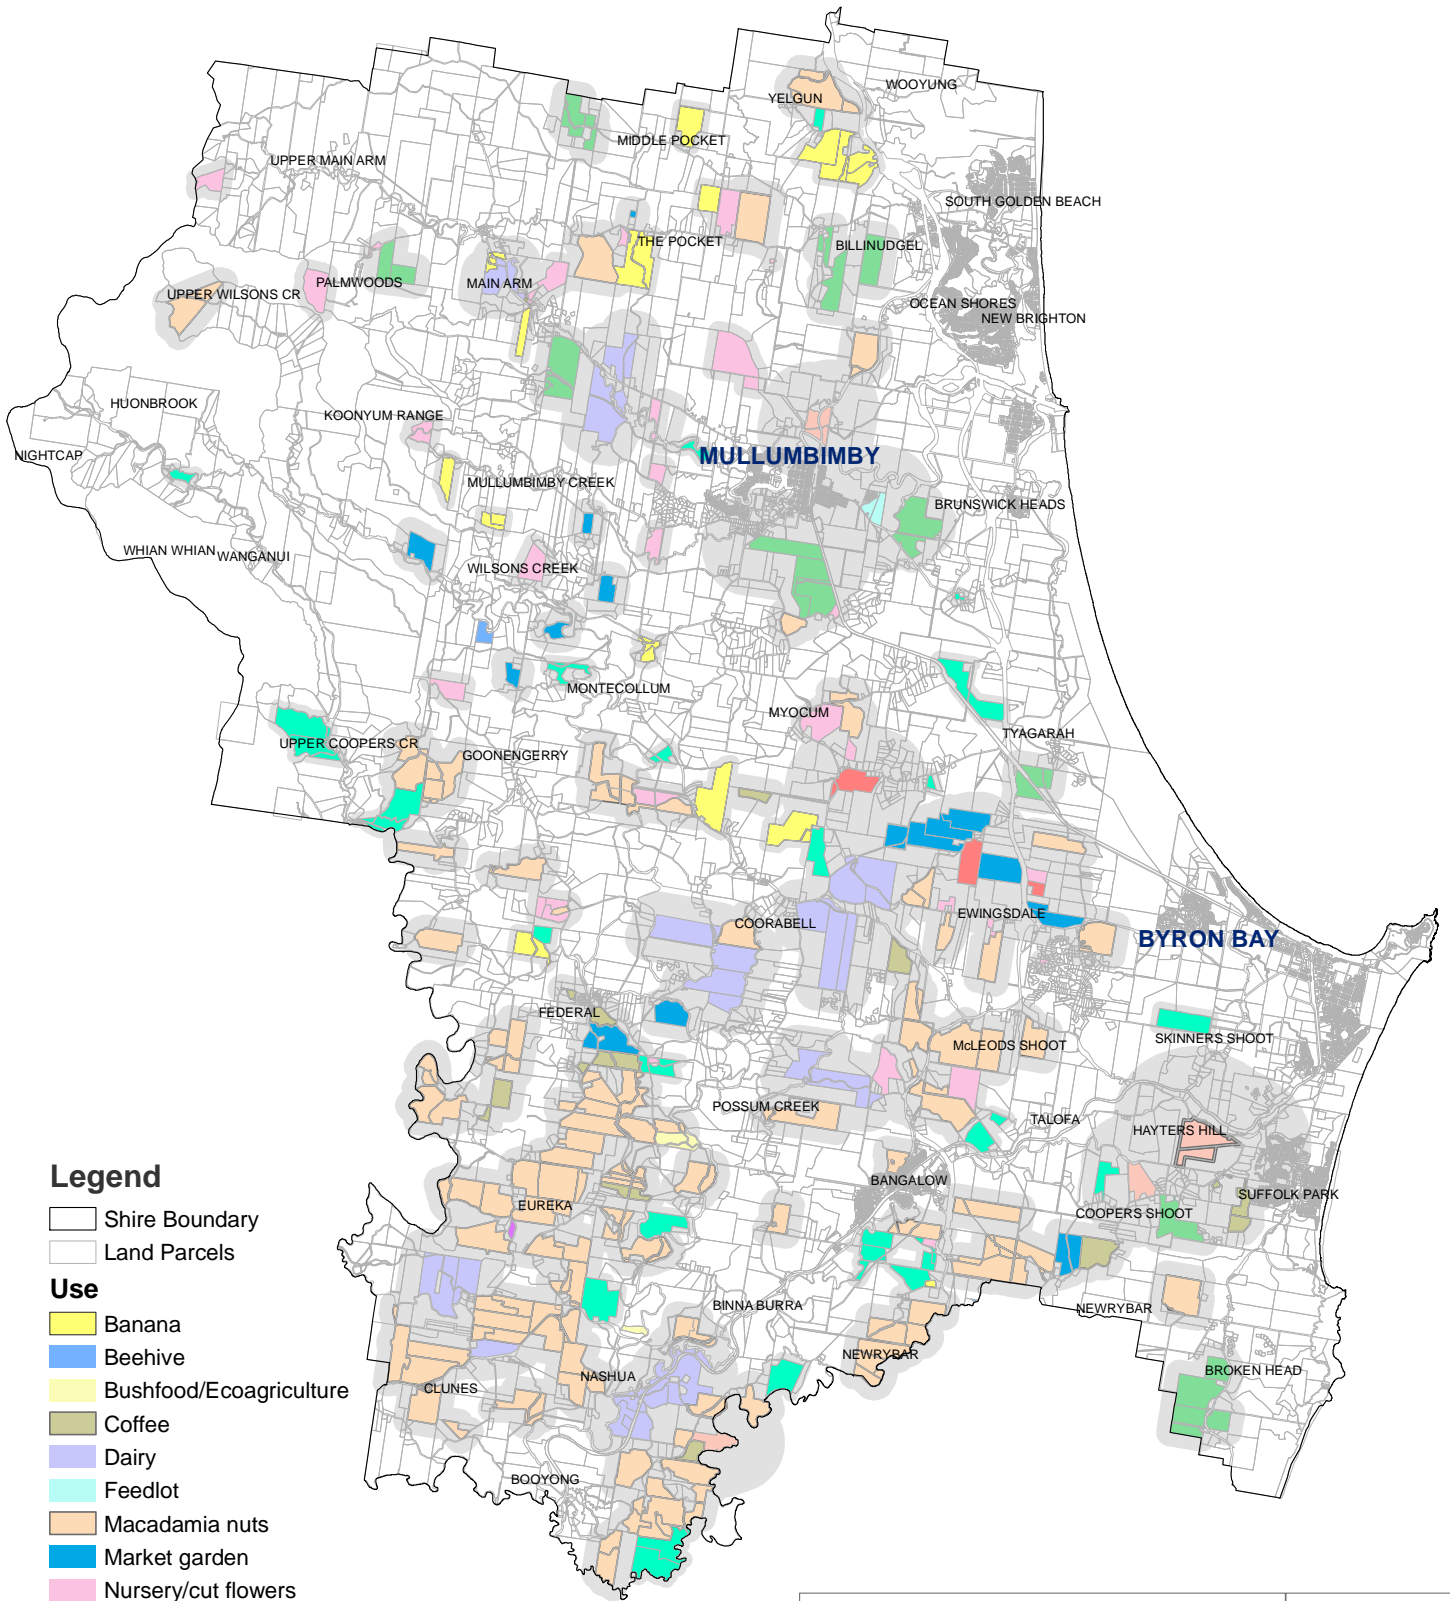 WOOYUNG
YELGUN
MIDDLE POCKET
UPPER MAIN ARM
SOUTH GOLDEN BEACH
THE POCKET
BILLINUDGEL
PALMWOODS
MAIN ARM
UPPER WILSONS CR
OCEAN SHORES
NEW BRIGHTON
HUONBROOK
KOONYUM RANGE
NIGHTCAP
MULLUMBIMBY
MULLUMBIMBY CREEK
BRUNSWICK HEADS
WHIAN WHIAN
WANGANUI
WILSONS CREEK
MONTECOLLUM
MYOCUM
TYAGARAH
UPPER COOPERS CR
GOONENGERRY
EWINGSDALE
COORABELL
BYRON BAY
FEDERAL
SKINNERS SHOOT
McLEODS SHOOT
POSSUM CREEK
TALOFA
HAYTERS HILL
BANGALOW
SUFFOLK PARK
EUREKA
COOPERS SHOOT
BINNA BURRA
NEWRYBAR
NEWRYBAR
NASHUA
BROKEN HEAD
CLUNES
BOOYONG
Legend
Shire Boundary
Land Parcels
Use
Banana
Beehive
Bushfood/Ecoagriculture
Coffee
Dairy
Feedlot
Macadamia nuts
Market garden
Nursery/cut flowers